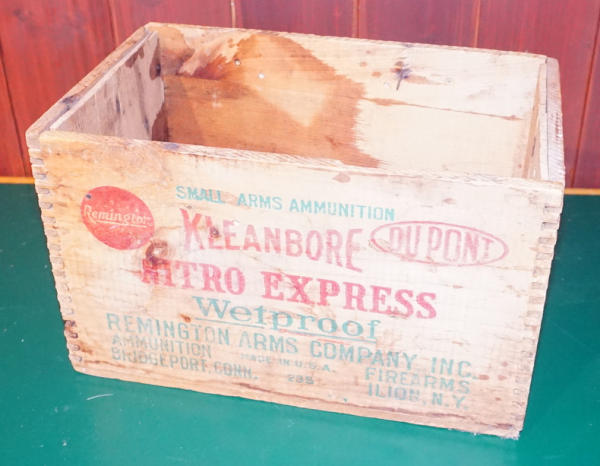 SMALL ARMS AMMUNITION
Remington
KLEANBORE
DU PONT
NITRO EXPRESS
Wetproof
REMINGTON ARMS COMPANY, INC.
AMMUNITION MADE IN U.S.A. FIREARMS
BRIDGEPORT, CONN. ILION, N.Y.